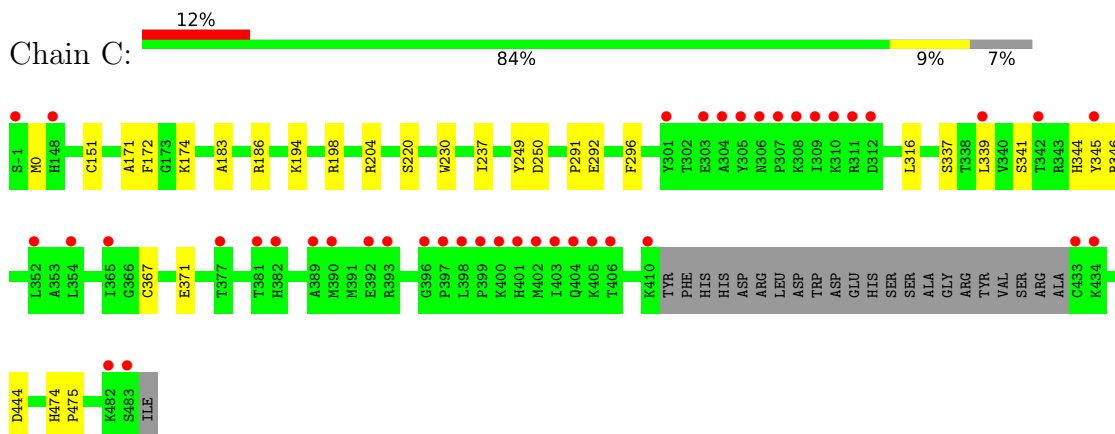 12%
Chain C:
84% 9% 7%
S-1 M0 H148 C151 A171 F172 G173 K174 A183 R186 K194 R198 R204 S220 W230 I237 Y249 D250 P291 E292 F296 Y301 T302 E303 A304 Y305 N306 P307 K308 I309 K310 R311 D312 L316 S337 T338 L339 V340 S341 T342 R343 H344 Y345 R346
L352 A353 L354 I365 G366 C367 E371 T377 T381 H382 A389 M390 M391 E392 R393 G396 P397 L398 P399 K400 H401 M402 I403 Q404 K405 T406 K410 TYR PHE HIS HIS ASP ARG LEU ASP TRP ASP GLU HIS SER SER ALA GLY ARG TYR VAL SER ARG ALA C433 K434
D444 H474 P475 K482 S483 ILE